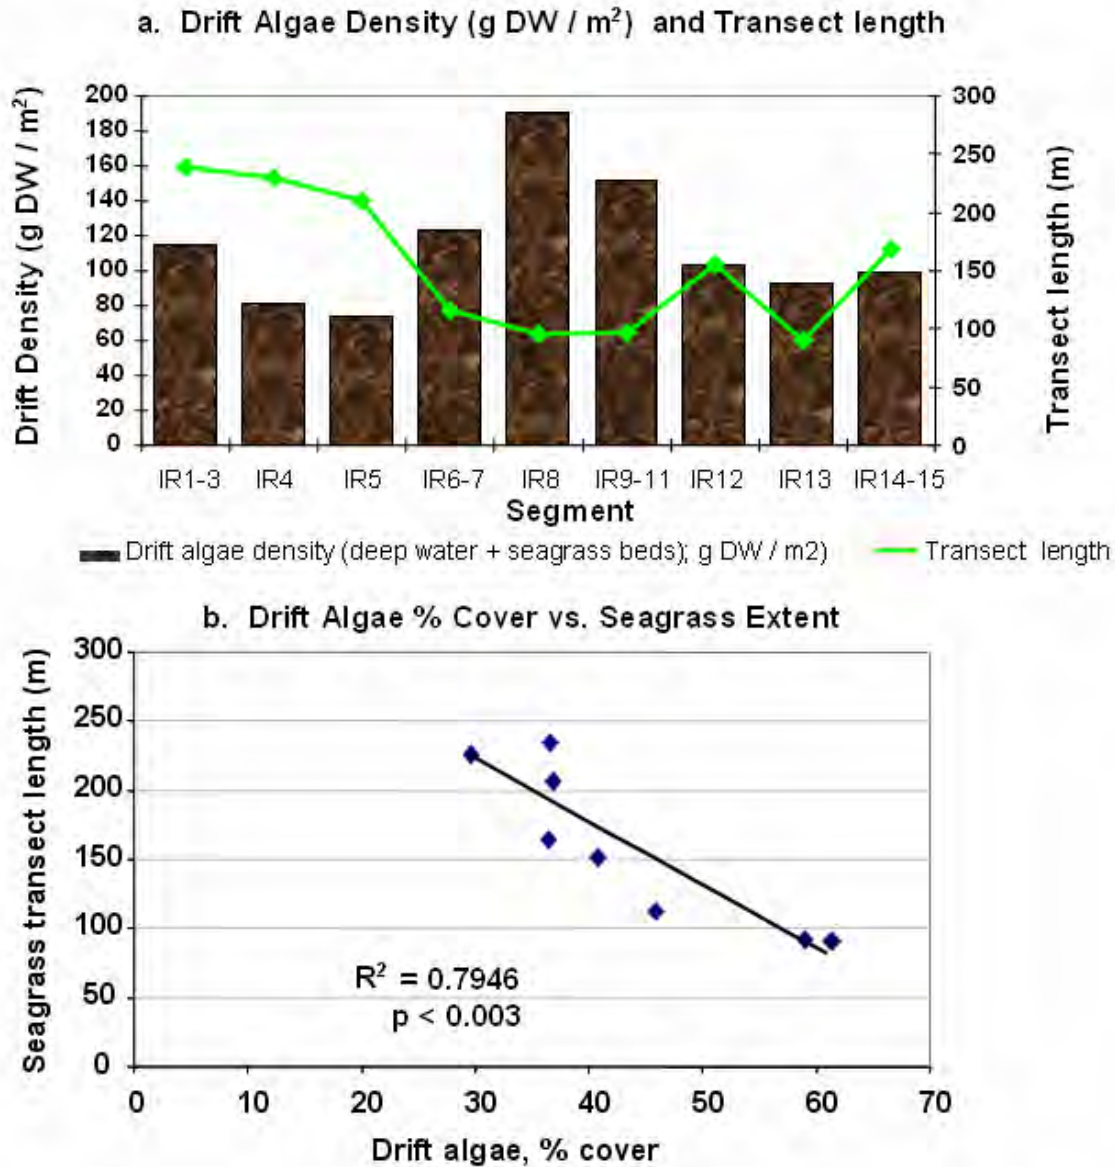 a. Drift Algae Density (g DW / m²) and Transect length
Drift Density (g DW / m²)
200
180
160
140
120
100
80
60
40
20
0
300
250
200
150
100
50
0
Transect length (m)
IR1-3 IR4 IR5 IR6-7 IR8 IR9-11 IR12 IR13 IR14-15
Segment
Drift algae density (deep water + seagrass beds); g DW / m2) Transect length
b. Drift Algae % Cover vs. Seagrass Extent
Seagrass transect length (m)
300
250
200
150
100
50
0
R² = 0.7946
p < 0.003
0 10 20 30 40 50 60 70
Drift algae, % cover